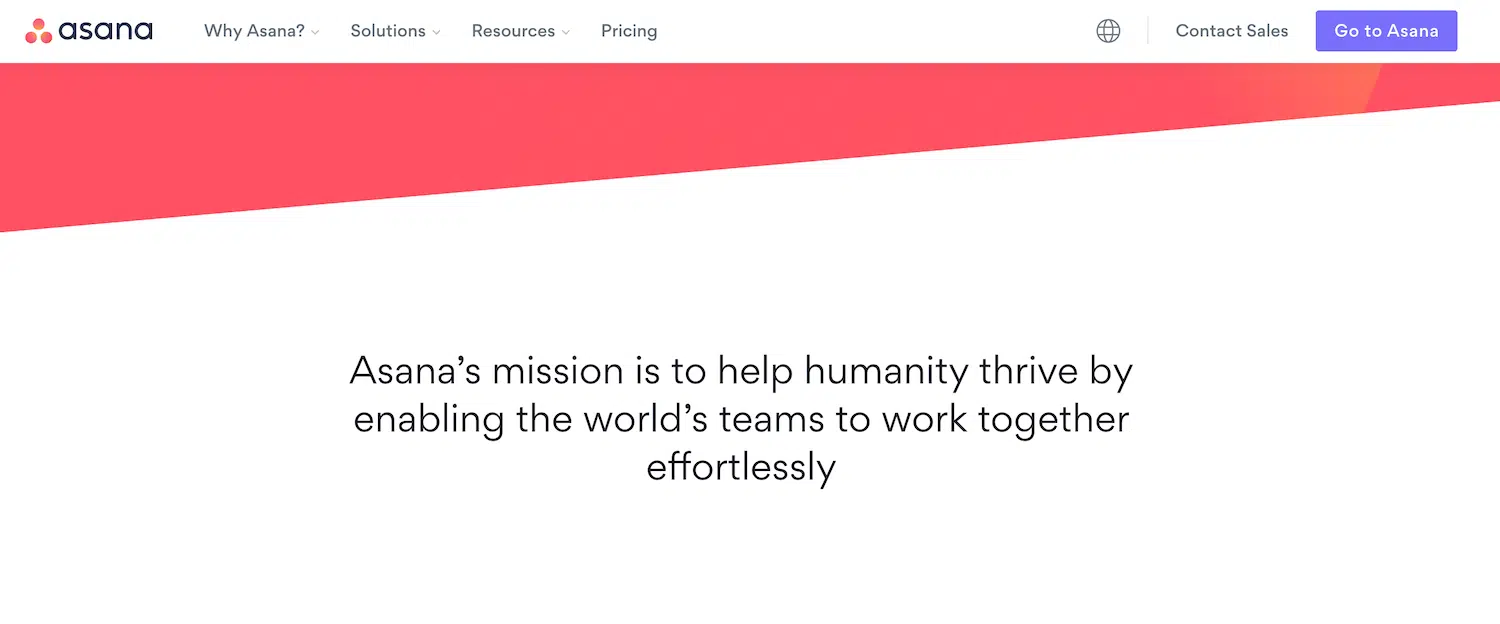 asana Why Asana? Solutions Resources Pricing Contact Sales Go to Asana
Asana’s mission is to help humanity thrive by
enabling the world’s teams to work together
effortlessly